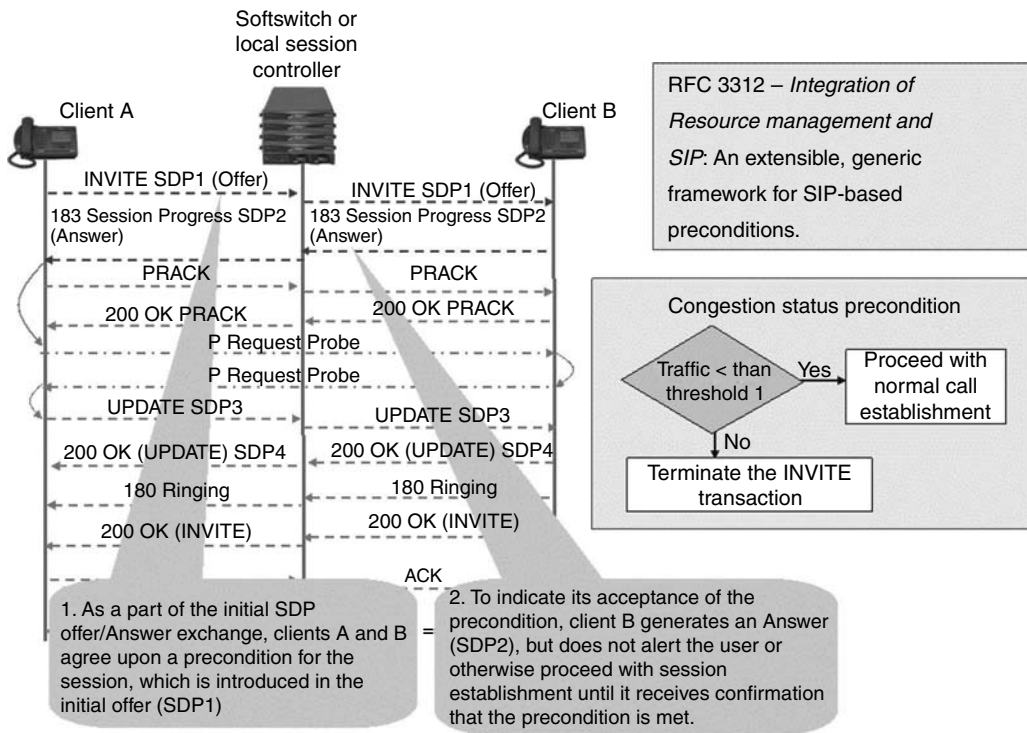 Softswitch or
local session
controller
Client A
Client B
INVITE SDP1 (Offer)
INVITE SDP1 (Offer)
183 Session Progress SDP2
(Answer)
183 Session Progress SDP2
(Answer)
PRACK
PRACK
200 OK PRACK
200 OK PRACK
P Request Probe
P Request Probe
UPDATE SDP3
UPDATE SDP3
200 OK (UPDATE) SDP4
200 OK (UPDATE) SDP4
180 Ringing
180 Ringing
200 OK (INVITE)
200 OK (INVITE)
ACK
1. As a part of the initial SDP
offer/Answer exchange, clients A and B
agree upon a precondition for the
session, which is introduced in the
initial offer (SDP1)
=
2. To indicate its acceptance of the
precondition, client B generates an Answer
(SDP2), but does not alert the user or
otherwise proceed with session
establishment until it receives confirmation
that the precondition is met.
RFC 3312 – Integration of
Resource management and
SIP: An extensible, generic
framework for SIP-based
preconditions.
Congestion status precondition
Traffic < than
threshold 1
Yes
Proceed with
normal call
establishment
No
Terminate the INVITE
transaction